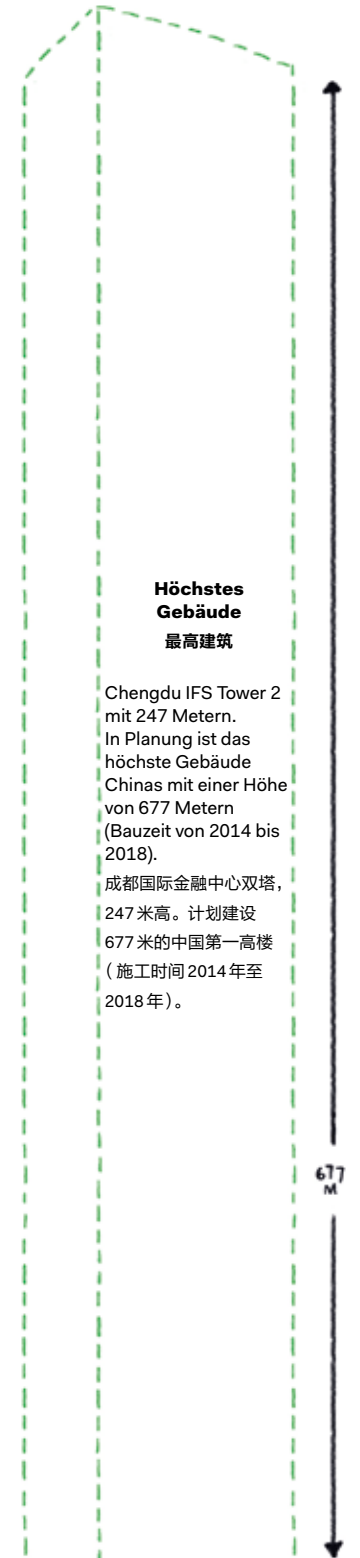 Höchstes
Gebäude
最高建筑
Chengdu IFS Tower 2
mit 247 Metern.
In Planung ist das
höchste Gebäude
Chinas mit einer Höhe
von 677 Metern
(Bauzeit von 2014 bis
2018).
成都国际金融中心双塔，
247米高。计划建设
677米的中国第一高楼
（施工时间2014年至
2018年）。
677
M